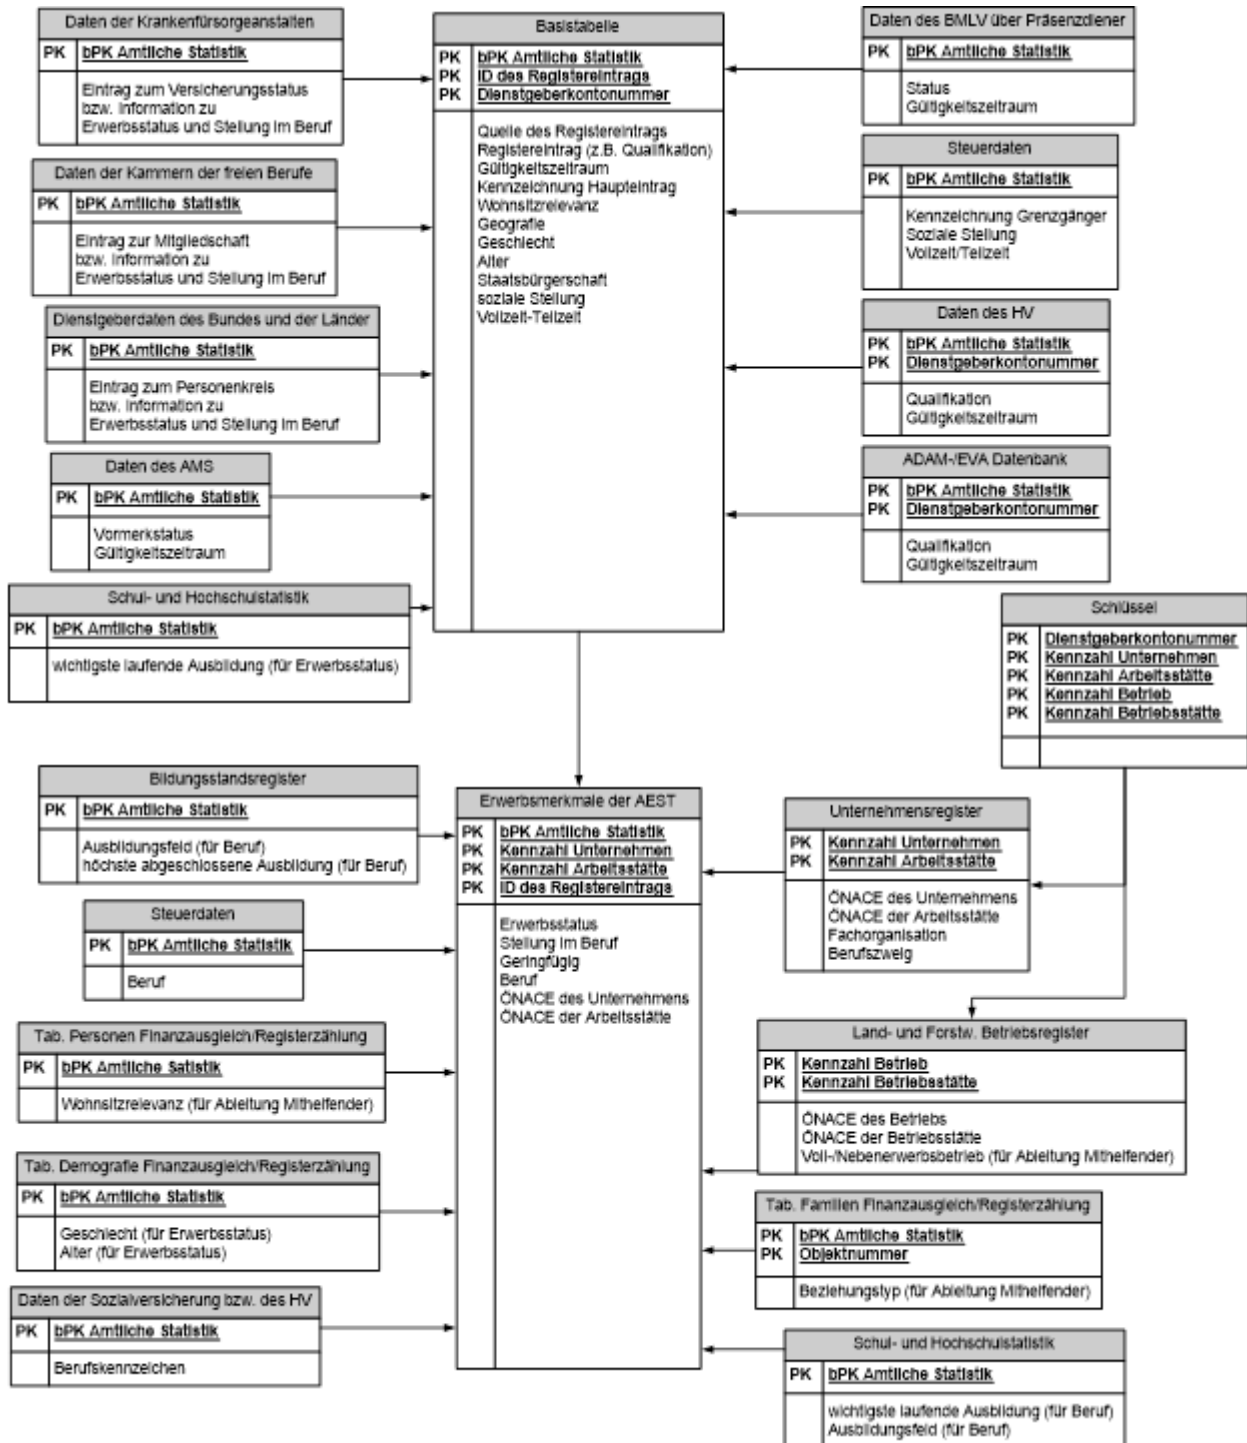 Daten der Krankenfürsorgeanstalten
PK bPK Amtliche Statistik
Eintrag zum Versicherungsstatus
bzw. Information zu
Erwerbsstatus und Stellung im Beruf
Daten der Kammern der freien Berufe
PK bPK Amtliche Statistik
Eintrag zur Mitgliedschaft
bzw. Information zu
Erwerbsstatus und Stellung im Beruf
Dienstgeberdaten des Bundes und der Länder
PK bPK Amtliche Statistik
Eintrag zum Personenkreis
bzw. Information zu
Erwerbsstatus und Stellung im Beruf
Daten des AMS
PK bPK Amtliche Statistik
Vormerkstatus
Gültigkeitszeitraum
Schul- und Hochschulstatistik
PK bPK Amtliche Statistik
wichtigste laufende Ausbildung (für Erwerbsstatus)
Basistabelle
PK bPK Amtliche Statistik
PK ID des Registereintrags
PK Dienstgeberkontonummer
Quelle des Registereintrags
Registereintrag (z.B. Qualifikation)
Gültigkeitszeitraum
Kennzeichnung Haupteintrag
Wohnsitzrelevanz
Geografie
Geschlecht
Alter
Staatsbürgerschaft
soziale Stellung
Vollzeit-Teilzeit
Daten des BMLV über Präsenzdiener
PK bPK Amtliche Statistik
Status
Gültigkeitszeitraum
Steuerdaten
PK bPK Amtliche Statistik
Kennzeichnung Grenzgänger
Soziale Stellung
Vollzeit/Teilzeit
Daten des HV
PK bPK Amtliche Statistik
PK Dienstgeberkontonummer
Qualifikation
Gültigkeitszeitraum
ADAM-/EVA Datenbank
PK bPK Amtliche Statistik
PK Dienstgeberkontonummer
Qualifikation
Gültigkeitszeitraum
Schlüssel
PK Dienstgeberkontonummer
PK Kennzahl Unternehmen
PK Kennzahl Arbeitsstätte
PK Kennzahl Betrieb
PK Kennzahl Betriebsstätte
Bildungsstandsregister
PK bPK Amtliche Statistik
Ausbildungsfeld (für Beruf)
höchste abgeschlossene Ausbildung (für Beruf)
Steuerdaten
PK bPK Amtliche Statistik
Beruf
Tab. Personen Finanzausgleich/Registerzählung
PK bPK Amtliche Satistik
Wohnsitzrelevanz (für Ableitung Mithelfender)
Tab. Demografie Finanzausgleich/Registerzählung
PK bPK Amtliche Statistik
Geschlecht (für Erwerbsstatus)
Alter (für Erwerbsstatus)
Daten der Sozialversicherung bzw. des HV
PK bPK Amtliche Statistik
Berufskennzeichen
Erwerbsmerkmale der AEST
PK bPK Amtliche Statistik
PK Kennzahl Unternehmen
PK Kennzahl Arbeitsstätte
PK ID des Registereintrags
Erwerbsstatus
Stellung im Beruf
Geringfügig
Beruf
ÖNACE des Unternehmens
ÖNACE der Arbeitsstätte
Unternehmensregister
PK Kennzahl Unternehmen
PK Kennzahl Arbeitsstätte
ÖNACE des Unternehmens
ÖNACE der Arbeitsstätte
Fachorganisation
Berufszweig
Land- und Forstw. Betriebsregister
PK Kennzahl Betrieb
PK Kennzahl Betriebsstätte
ÖNACE des Betriebs
ÖNACE der Betriebsstätte
Voll-/Nebenerwerbsbetrieb (für Ableitung Mithelfender)
Tab. Familien Finanzausgleich/Registerzählung
PK bPK Amtliche Statistik
PK Objektnummer
Beziehungstyp (für Ableitung Mithelfender)
Schul- und Hochschulstatistik
PK bPK Amtliche Statistik
wichtigste laufende Ausbildung (für Beruf)
Ausbildungsfeld (für Beruf)